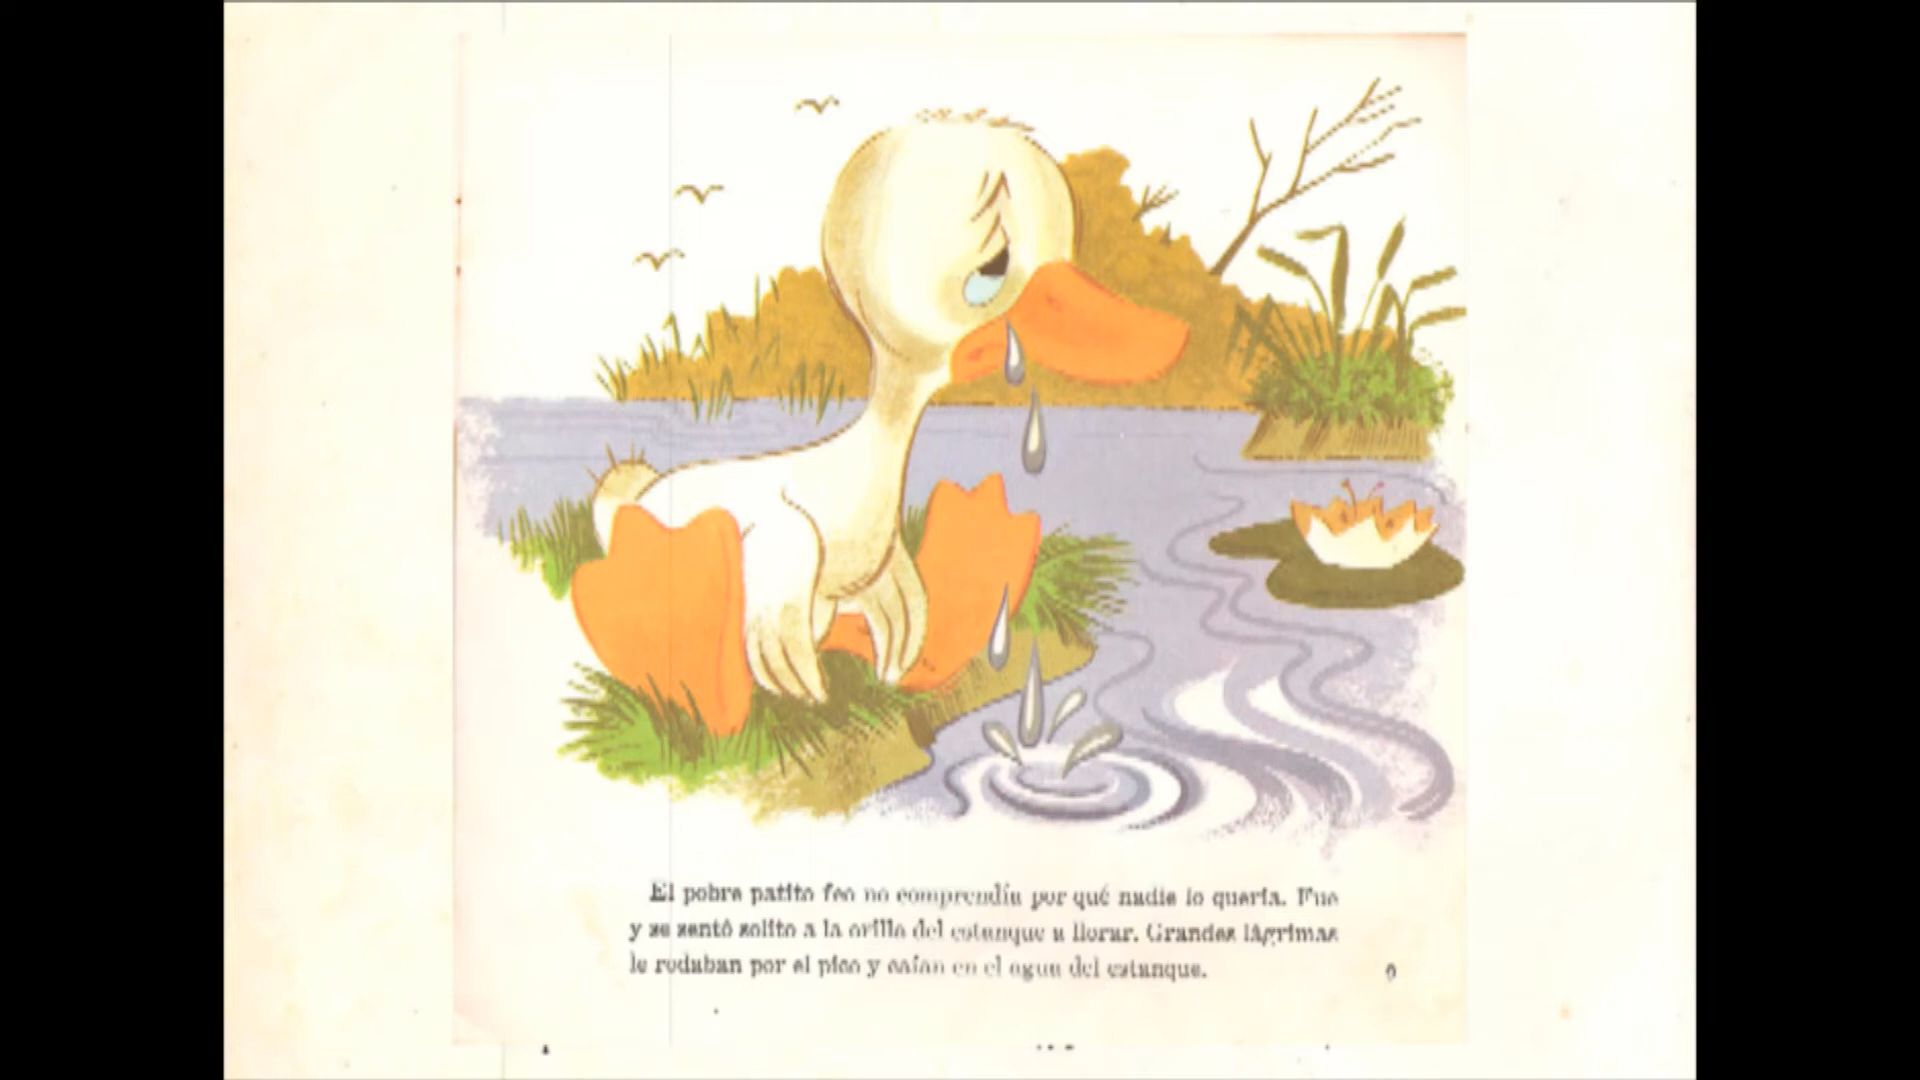 El pobre patito feo no comprendía por qué nadie lo quería. Fue
y se sentó solito a la orilla del estanque a llorar. Grandes lágrimas
le rodaban por el pico y caían en el agua del estanque.
9